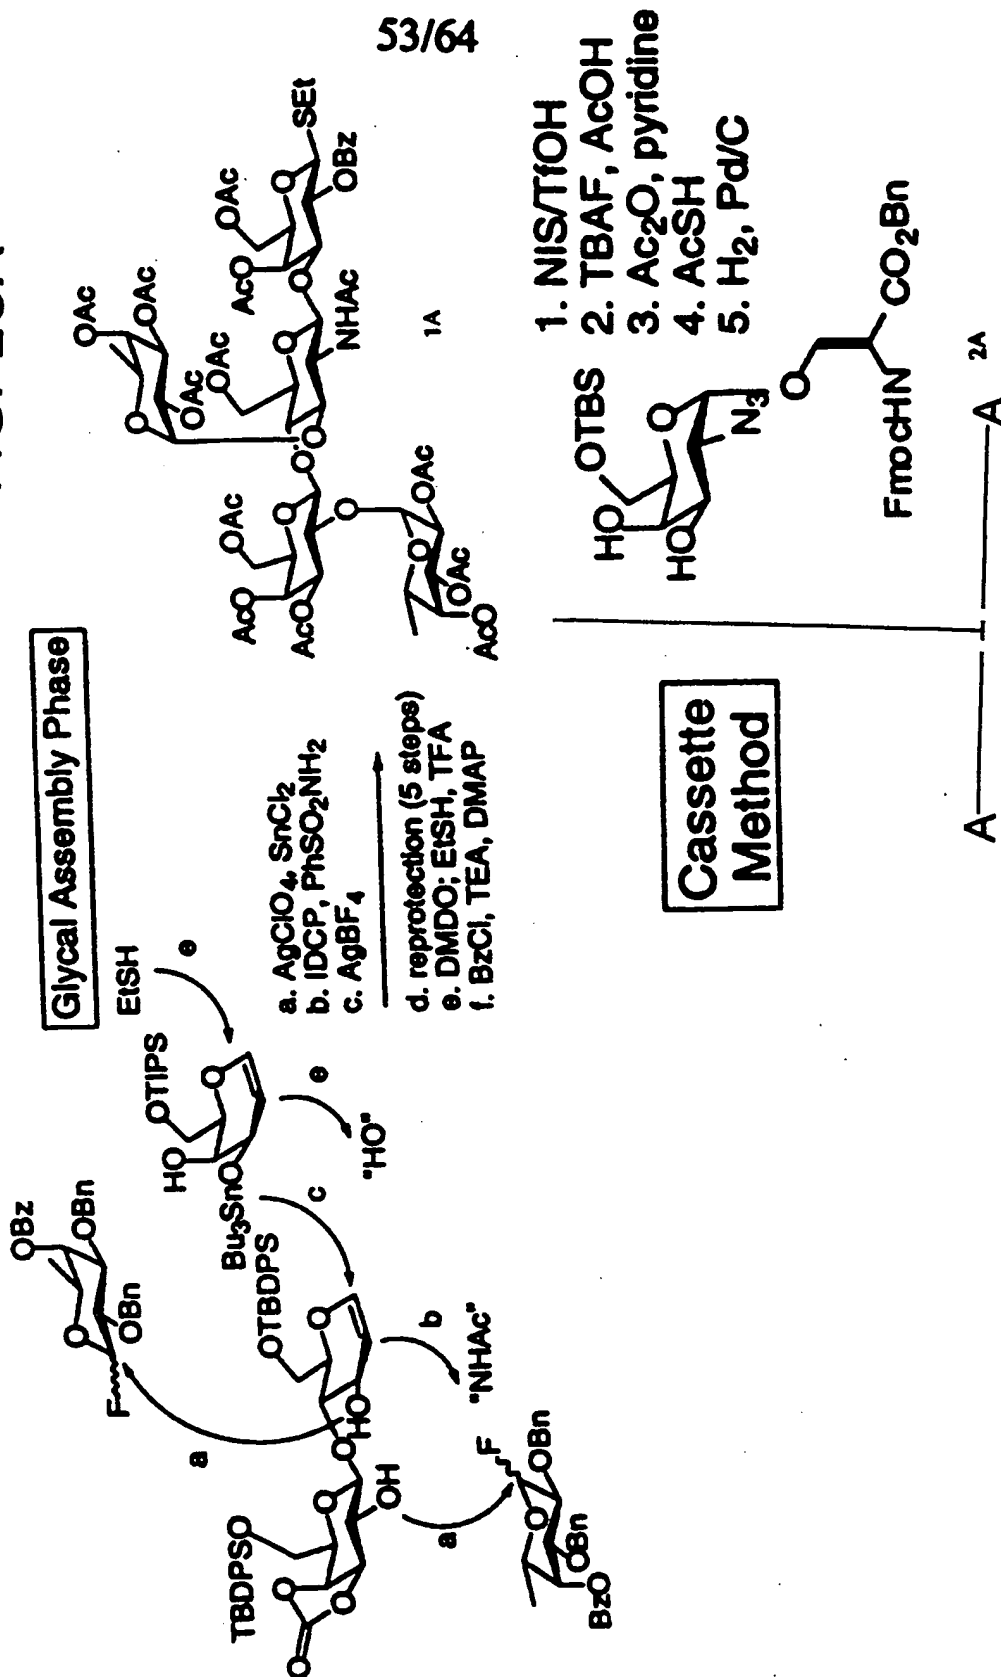 53/64
Glycal Assembly Phase
EtSH
e
OTIPS
HO
O
Bu₃SnO
e
"HO"
c
OBz
O
OBn
OBn
F
a
OTBDPS
O
HO
O
b
"NHAc"
TBDPSO
O
O
O
O
OH
a
F
O
OBn
OBn
BzO
a. AgClO₄, SnCl₂
b. IDCP, PhSO₂NH₂
c. AgBF₄
d. reprotection (5 steps)
e. DMDO; EtSH, TFA
f. BzCl, TEA, DMAP
OAc
OAc
O
OAc
OAc
AcO
OAc
O
SEt
OBz
O
O
NHAc
O
O
AcO
OAc
O
AcO
O
O
OAc
OAc
AcO
1A
Cassette
Method
HO
OTBS
O
HO
N₃
O
FmocHN
CO₂Bn
2A
1. NIS/TfOH
2. TBAF, AcOH
3. Ac₂O, pyridine
4. AcSH
5. H₂, Pd/C
A
A